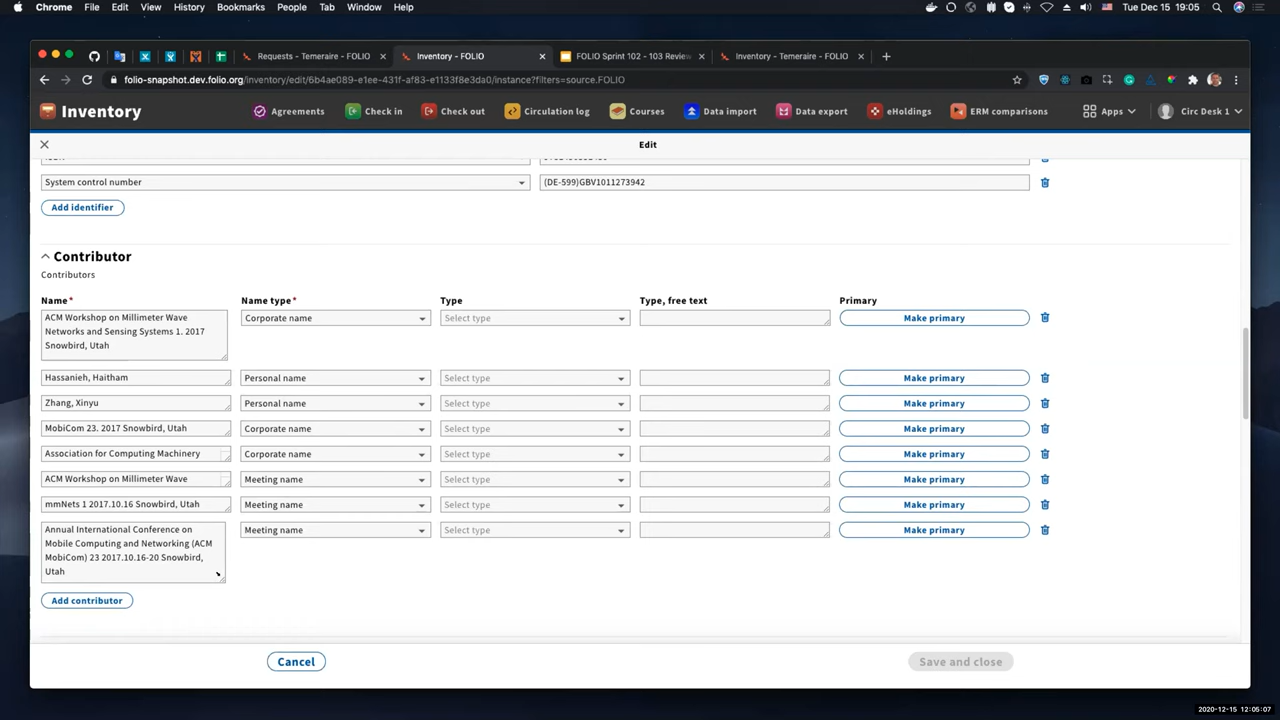 Chrome File Edit View History Bookmarks People Tab Window Help Tue Dec 15 19:05
Requests - Temeraire - FOLIO Inventory - FOLIO FOLIO Sprint 102 - 103 Review Inventory - Temeraire - FOLIO
folio-snapshot.dev.folio.org/inventory/edit/6b4ae089-e1ee-431f-af83-e1133f8e3da0/instance?filters=source.FOLIO
Inventory Agreements Check in Check out Circulation log Courses Data import Data export eHoldings ERM comparisons Apps Circ Desk 1
Edit
System control number (DE-599)GBV1011273942
Add identifier
Contributor
Contributors
Name* Name type* Type Type, free text Primary
ACM Workshop on Millimeter Wave Corporate name Select type Make primary
Networks and Sensing Systems 1. 2017
Snowbird, Utah
Hassanieh, Haitham Personal name Select type Make primary
Zhang, Xinyu Personal name Select type Make primary
MobiCom 23. 2017 Snowbird, Utah Corporate name Select type Make primary
Association for Computing Machinery Corporate name Select type Make primary
ACM Workshop on Millimeter Wave Meeting name Select type Make primary
mmNets 1 2017.10.16 Snowbird, Utah Meeting name Select type Make primary
Annual International Conference on Meeting name Select type Make primary
Mobile Computing and Networking (ACM
MobiCom) 23 2017.10.16-20 Snowbird,
Utah
Add contributor
Cancel Save and close
2020-12-15 12:05:07